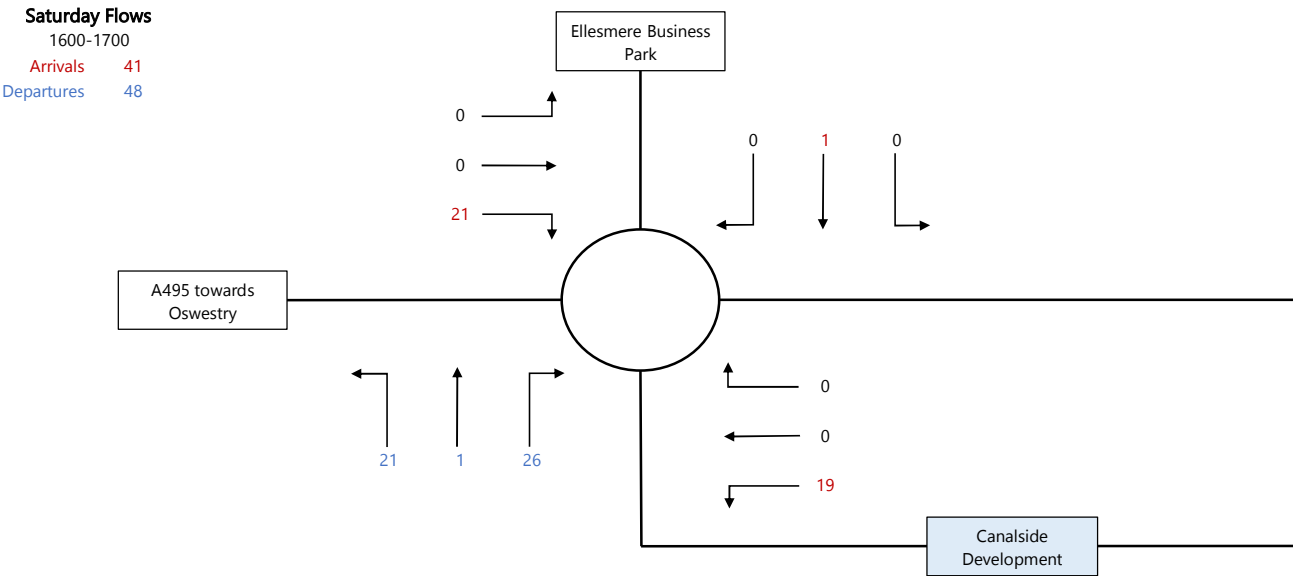 Saturday Flows
1600-1700
Arrivals 41
Departures 48
Ellesmere Business
Park
0
0
21
0 1 0
A495 towards
Oswestry
21 1 26
0
0
19
Canalside
Development